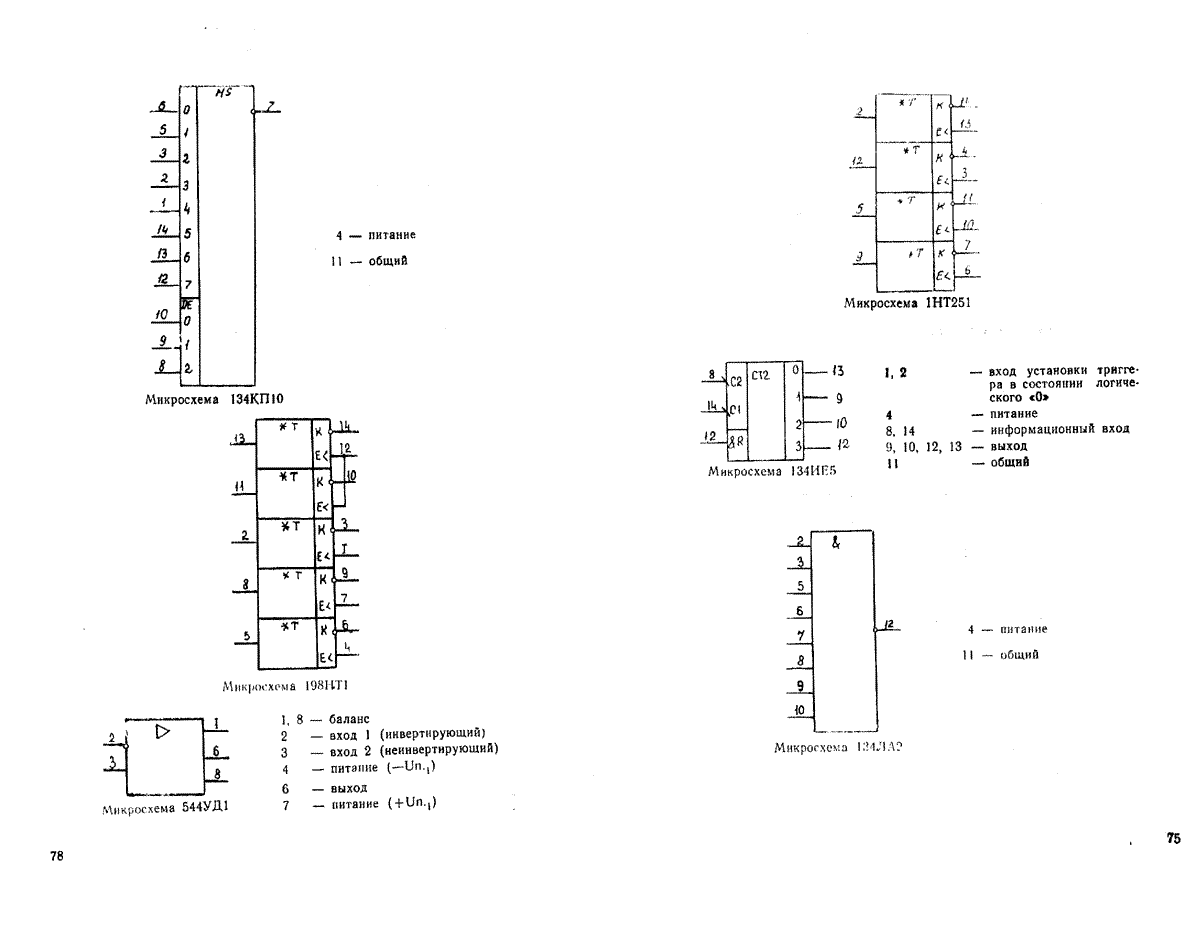 MS
6 0 7
5 1
3 2
2 3
1 4
14 5
13 6
12 7
DE
10 0
9 1
8 2
4 — питание
11 — общий
Микросхема 134КП10
13 * T К 14
Е< 12
11 * T К 10
Е<
2 * T К 3
Е< 1
8 * T К 9
Е< 7
5 * T К 6
Е< 4
Микросхема 198НТ1
2 ▷ 1
3 6
8
Микросхема 544УД1
1, 8 — баланс
2 — вход 1 (инвертирующий)
3 — вход 2 (неинвертирующий)
4 — питание (—Uп.₁)
6 — выход
7 — питание (+Uп.₁)
78
2 * T К
Е< 13
12 * T К 4
Е< 3
5 * T К 11
Е< 10
9 * T К 7
Е< 6
Микросхема 1НТ251
8 C2 CT2 0 13
1 9
14 C1 2 10
12 &R 3 12
Микросхема 134ИЕ5
1, 2 — вход установки тригге-
ра в состоянии логиче-
ского «0»
4 — питание
8, 14 — информационный вход
9, 10, 12, 13 — выход
11 — общий
2 &
3
5
6
7 12
8
9
10
4 — питание
11 — общий
Микросхема 134ЛА2
75